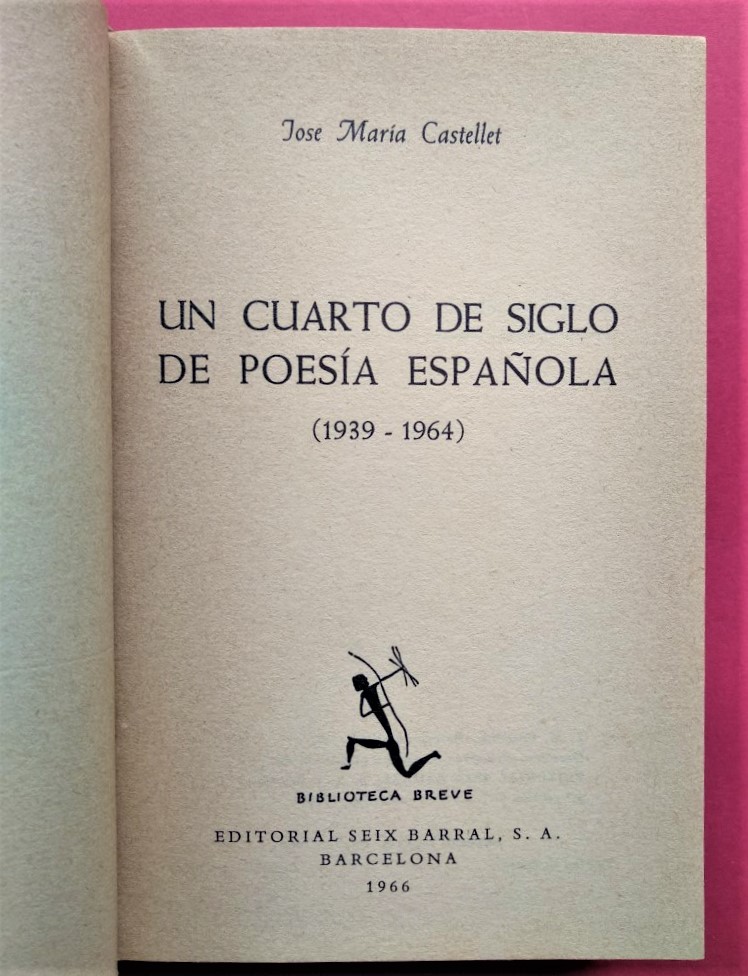 Jose María Castellet
UN CUARTO DE SIGLO
DE POESÍA ESPAÑOLA
(1939 - 1964)
BIBLIOTECA BREVE
EDITORIAL SEIX BARRAL, S. A.
BARCELONA
1966